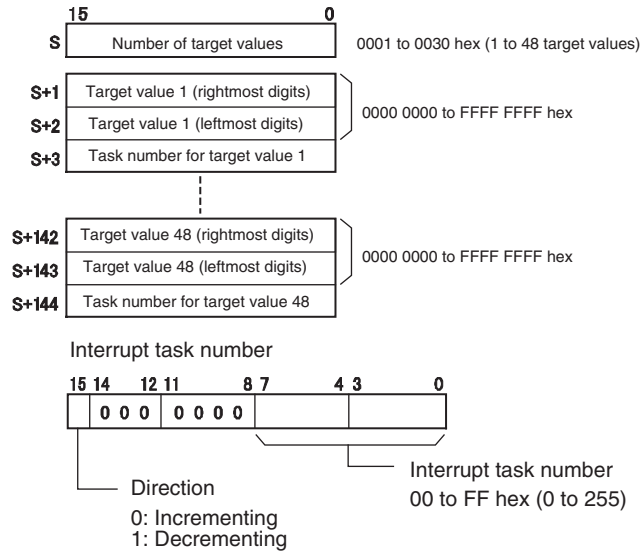 15 0
S Number of target values 0001 to 0030 hex (1 to 48 target values)
S+1 Target value 1 (rightmost digits)
0000 0000 to FFFF FFFF hex
S+2 Target value 1 (leftmost digits)
S+3 Task number for target value 1
S+142 Target value 48 (rightmost digits)
0000 0000 to FFFF FFFF hex
S+143 Target value 48 (leftmost digits)
S+144 Task number for target value 48
Interrupt task number
15 14 12 11 8 7 4 3 0
0 0 0 0 0 0 0
Interrupt task number
00 to FF hex (0 to 255)
Direction
0: Incrementing
1: Decrementing